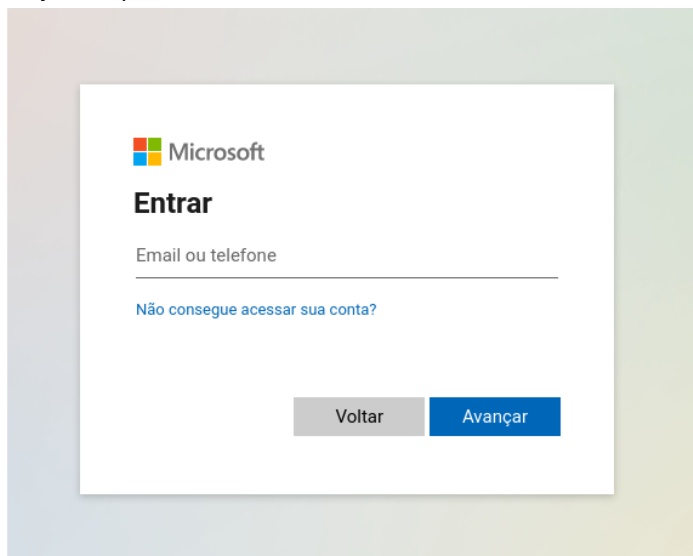 Microsoft
Entrar
Email ou telefone
Não consegue acessar sua conta?
Voltar Avançar